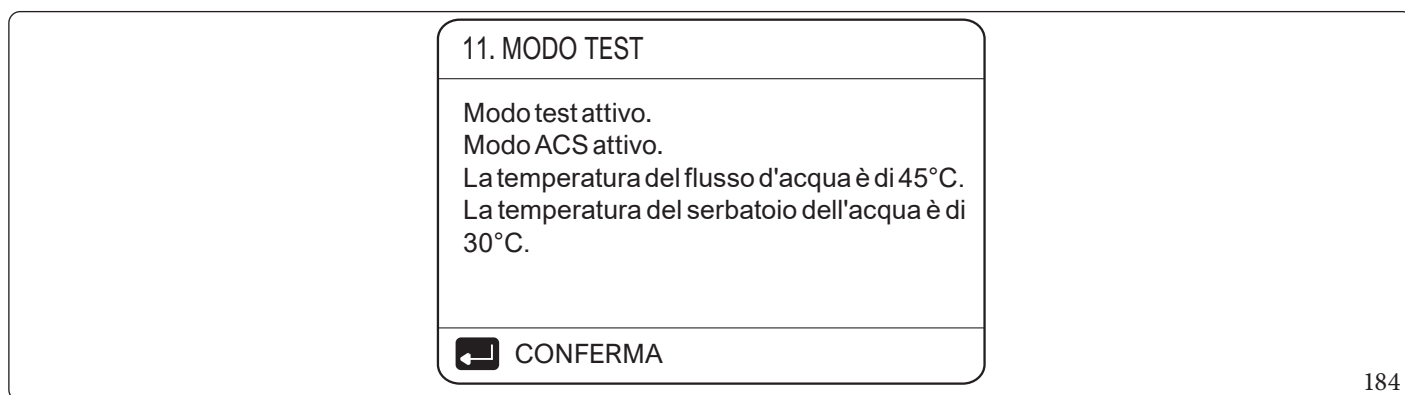 11. MODO TEST
Modo test attivo.
Modo ACS attivo.
La temperatura del flusso d'acqua è di 45°C.
La temperatura del serbatoio dell'acqua è di
30°C.
CONFERMA
184